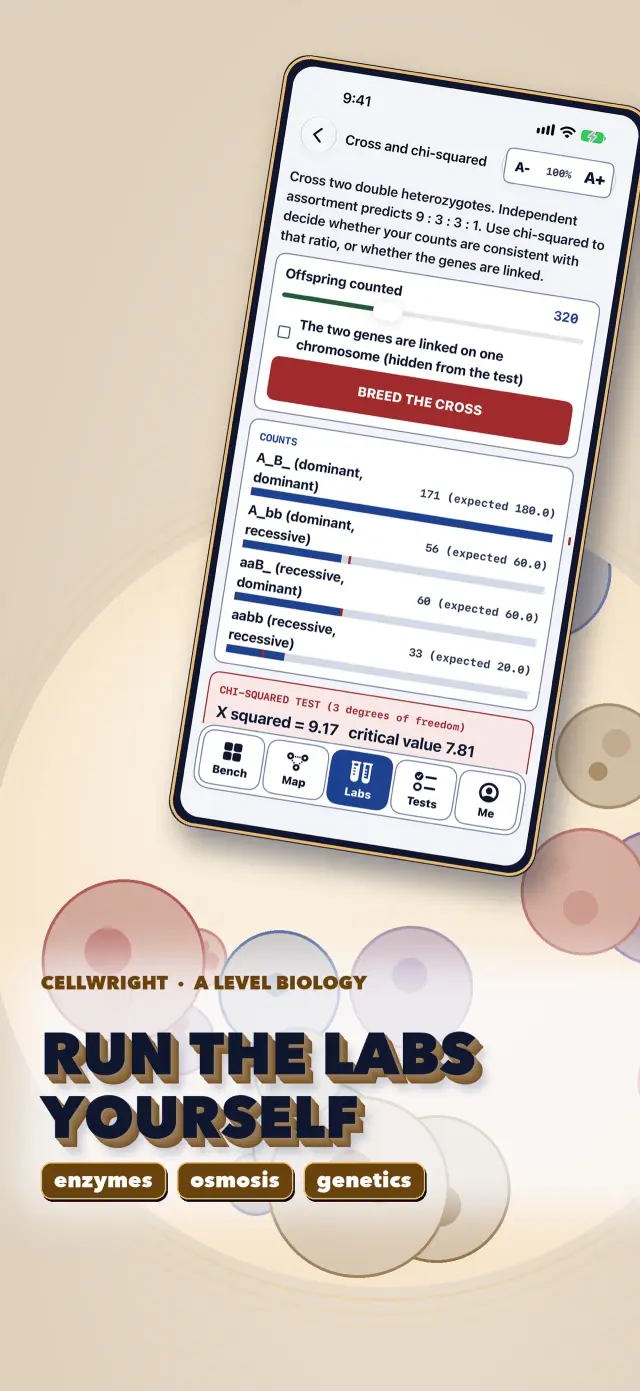 9:41
Cross and chi-squared
A- 100% A+
Cross two double heterozygotes. Independent
assortment predicts 9 : 3 : 3 : 1. Use chi-squared to
decide whether your counts are consistent with
that ratio, or whether the genes are linked.
Offspring counted
320
The two genes are linked on one
chromosome (hidden from the test)
BREED THE CROSS
COUNTS
A_B_ (dominant,
dominant)
171 (expected 180.0)
A_bb (dominant,
recessive)
56 (expected 60.0)
aaB_ (recessive,
dominant)
60 (expected 60.0)
aabb (recessive,
recessive)
33 (expected 20.0)
CHI-SQUARED TEST (3 degrees of freedom)
X squared = 9.17 critical value 7.81
Bench
Map
Labs
Tests
Me
CELLWRIGHT · A LEVEL BIOLOGY
RUN THE LABS
YOURSELF
enzymes osmosis genetics